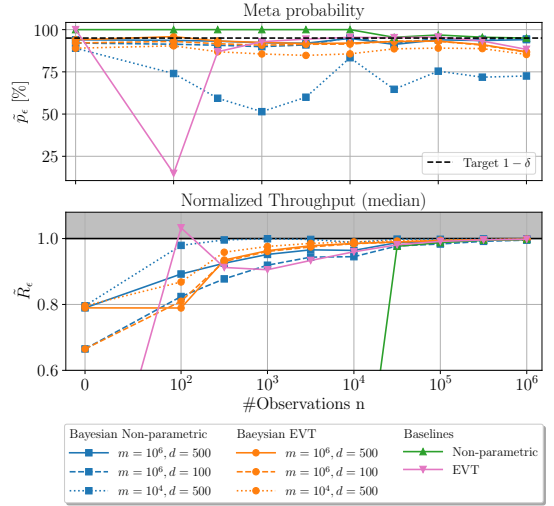 Meta probability
100
75
50
25
p̃ϵ [%]
Target 1 − δ
Normalized Throughput (median)
1.0
0.8
0.6
R̃ϵ
0 10² 10³ 10⁴ 10⁵ 10⁶
#Observations n
Bayesian Non-parametric Baeysian EVT Baselines
m = 10⁶, d = 500 m = 10⁶, d = 500 Non-parametric
m = 10⁶, d = 100 m = 10⁶, d = 100 EVT
m = 10⁴, d = 500 m = 10⁴, d = 500